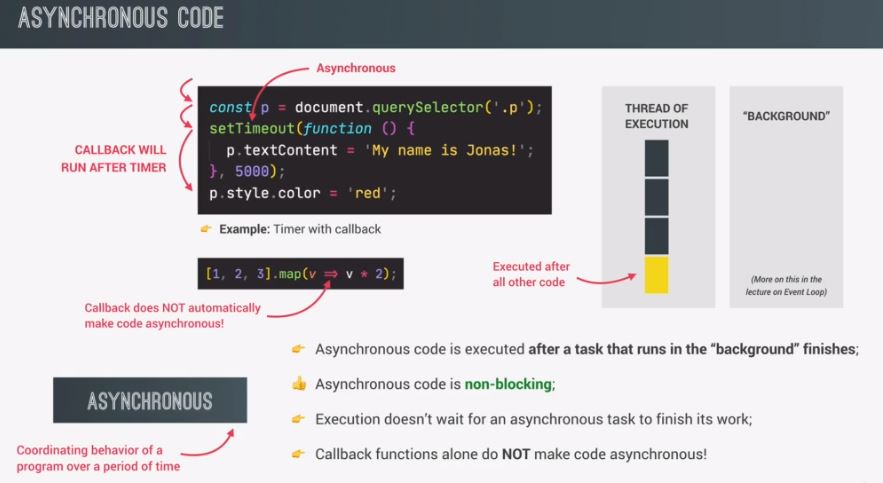 ASYNCHRONOUS CODE
Asynchronous
const p = document.querySelector('.p');
setTimeout(function () {
p.textContent = 'My name is Jonas!';
}, 5000);
p.style.color = 'red';
CALLBACK WILL
RUN AFTER TIMER
👉 Example: Timer with callback
[1, 2, 3].map(v => v * 2);
Callback does NOT automatically
make code asynchronous!
THREAD OF
EXECUTION
Executed after
all other code
"BACKGROUND"
(More on this in the
lecture on Event Loop)
ASYNCHRONOUS
Coordinating behavior of a
program over a period of time
👉 Asynchronous code is executed after a task that runs in the "background" finishes;
👍 Asynchronous code is non-blocking;
👉 Execution doesn't wait for an asynchronous task to finish its work;
👉 Callback functions alone do NOT make code asynchronous!